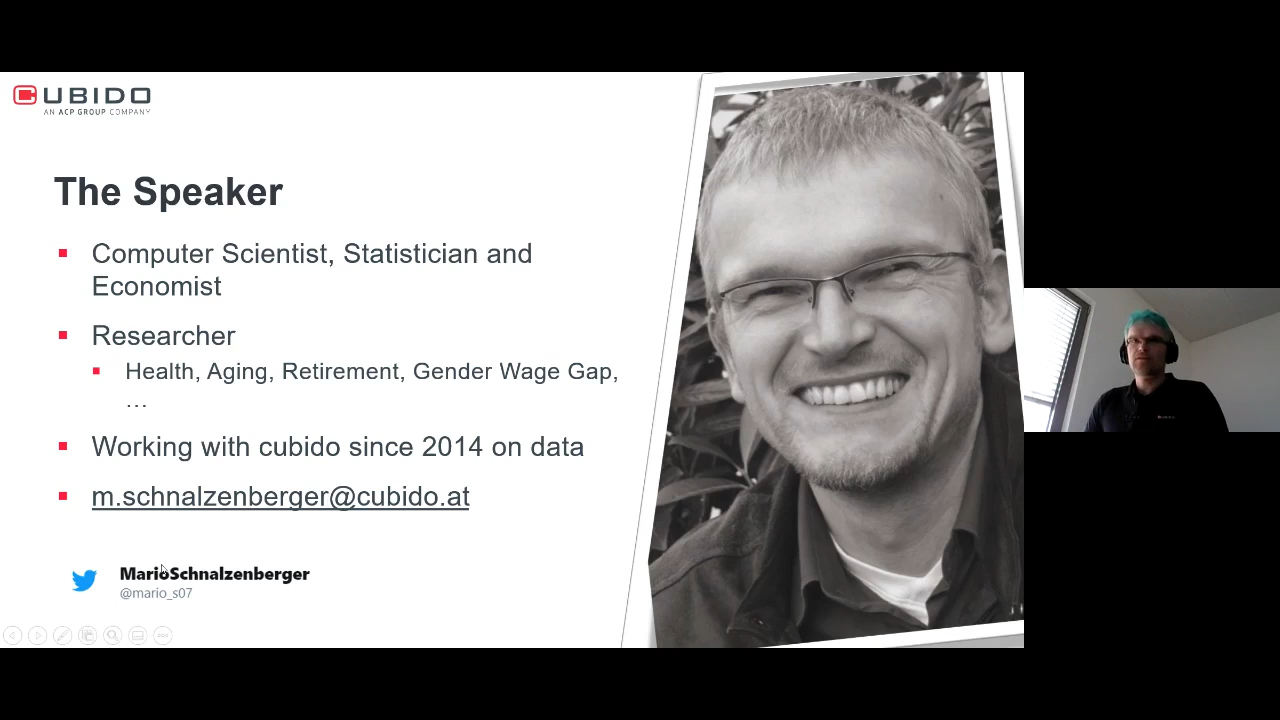 CUBIDO
AN ACP GROUP COMPANY
The Speaker
Computer Scientist, Statistician and
Economist
Researcher
Health, Aging, Retirement, Gender Wage Gap,
…
Working with cubido since 2014 on data
m.schnalzenberger@cubido.at
MarioSchnalzenberger
@mario_s07